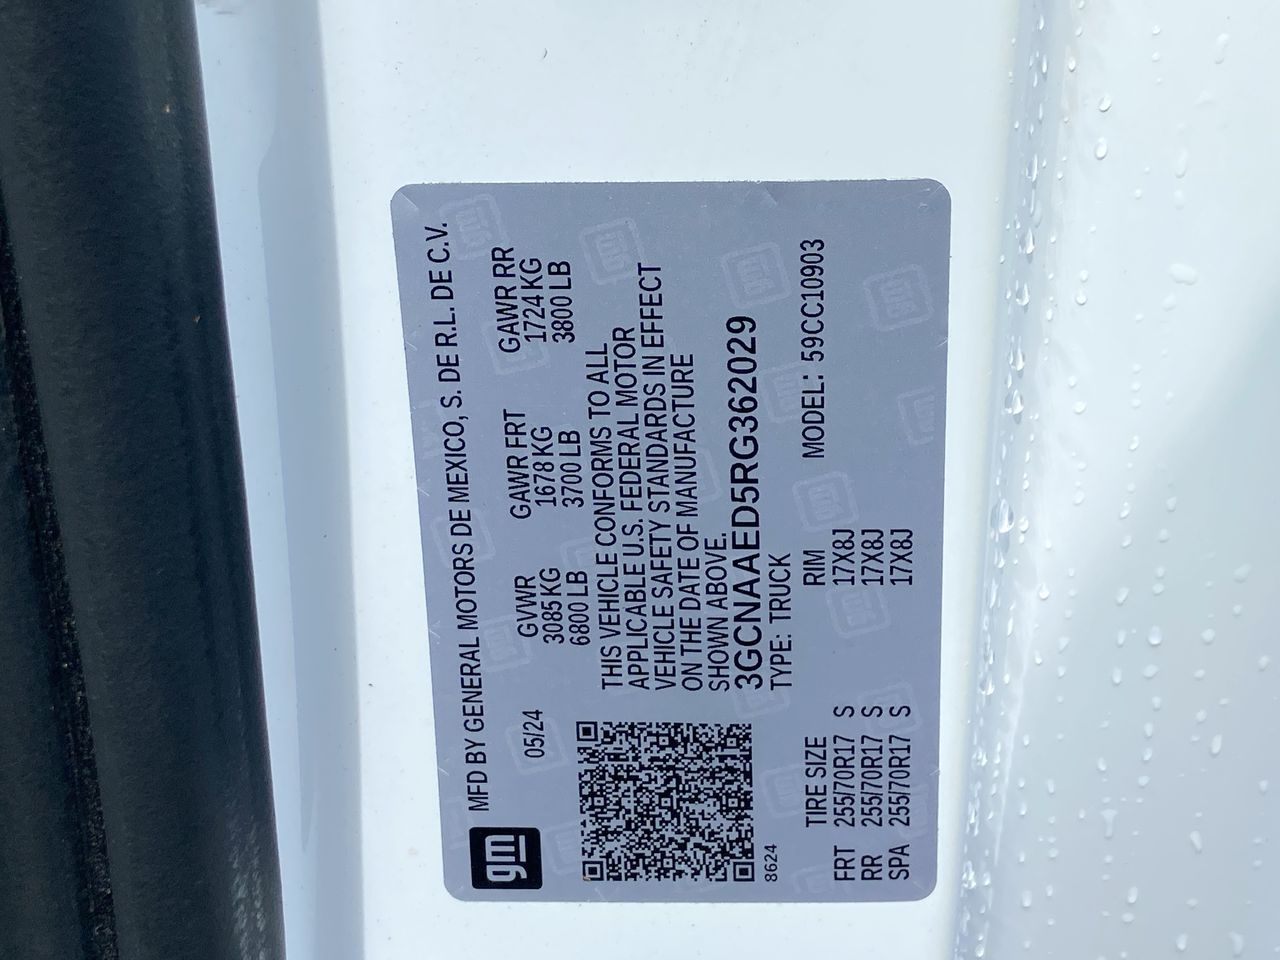 gm
MFD BY GENERAL MOTORS DE MEXICO, S. DE R.L. DE C.V.
05/24
GVWR GAWR FRT GAWR RR
3085 KG 1678 KG 1724 KG
6800 LB 3700 LB 3800 LB
THIS VEHICLE CONFORMS TO ALL
APPLICABLE U.S. FEDERAL MOTOR
VEHICLE SAFETY STANDARDS IN EFFECT
ON THE DATE OF MANUFACTURE
SHOWN ABOVE.
3GCNAAED5RG362029
8624
TYPE: TRUCK
TIRE SIZE RIM MODEL: 59CC10903
FRT 255/70R17 S 17X8J
RR 255/70R17 S 17X8J
SPA 255/70R17 S 17X8J